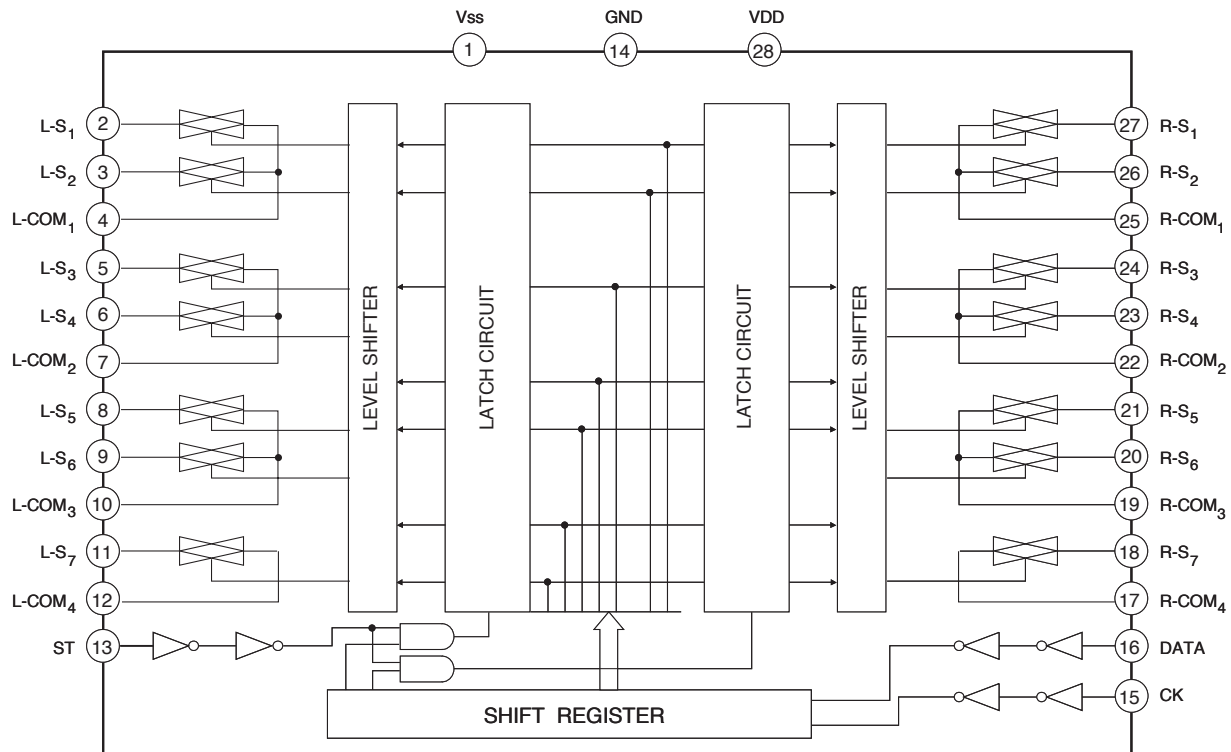 Vss GND VDD
1 14 28
L-S1 2 27 R-S1
L-S2 3 26 R-S2
L-COM1 4 25 R-COM1
L-S3 5 24 R-S3
L-S4 6 23 R-S4
L-COM2 7 22 R-COM2
L-S5 8 21 R-S5
L-S6 9 20 R-S6
L-COM3 10 19 R-COM3
L-S7 11 18 R-S7
L-COM4 12 17 R-COM4
ST 13 16 DATA
15 CK
LEVEL SHIFTER
LATCH CIRCUIT
LATCH CIRCUIT
LEVEL SHIFTER
SHIFT REGISTER